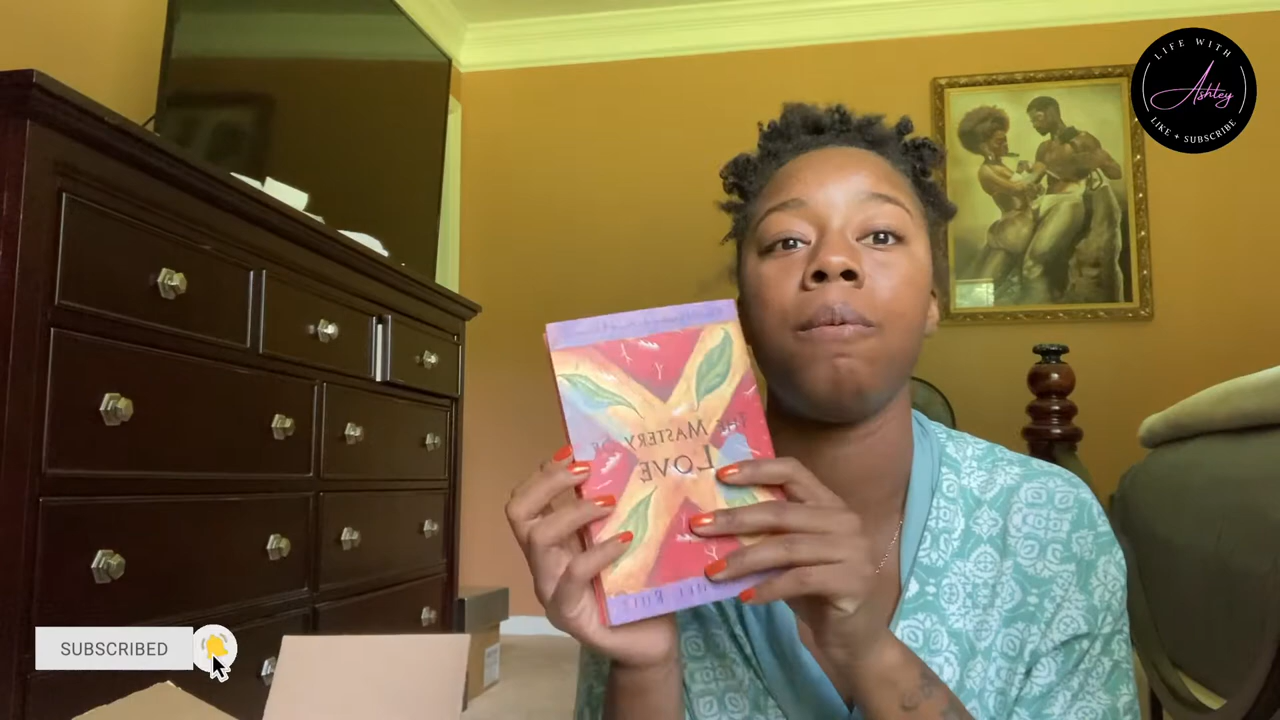 LIFE WITH
Ashley
LIKE + SUBSCRIBE
THE MASTERY OF
LOVE
SUBSCRIBED